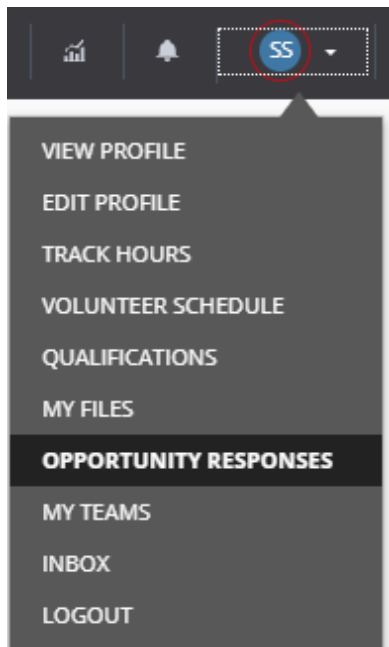 SS
VIEW PROFILE
EDIT PROFILE
TRACK HOURS
VOLUNTEER SCHEDULE
QUALIFICATIONS
MY FILES
OPPORTUNITY RESPONSES
MY TEAMS
INBOX
LOGOUT